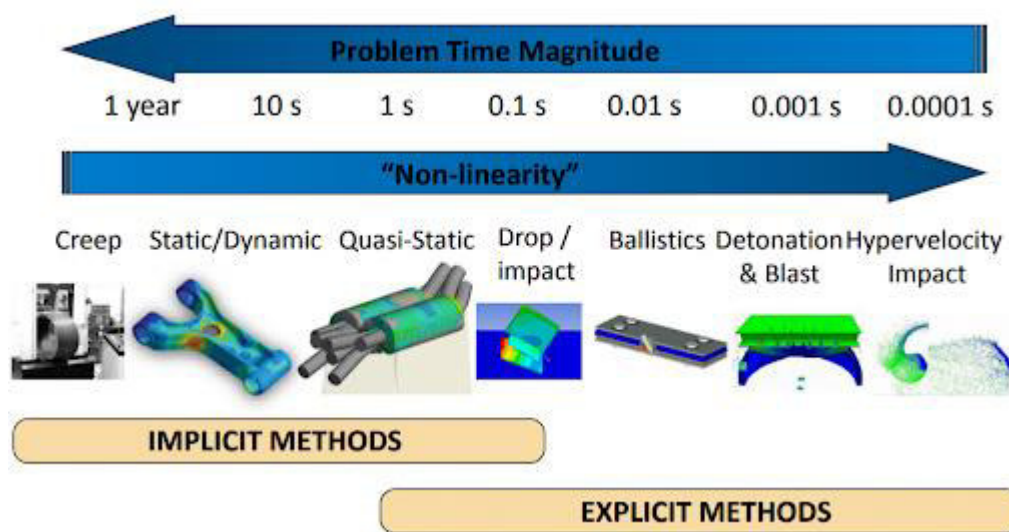 Problem Time Magnitude
1 year 10 s 1 s 0.1 s 0.01 s 0.001 s 0.0001 s
“Non-linearity”
Creep Static/Dynamic Quasi-Static Drop / Ballistics Detonation Hypervelocity
impact & Blast Impact
IMPLICIT METHODS
EXPLICIT METHODS